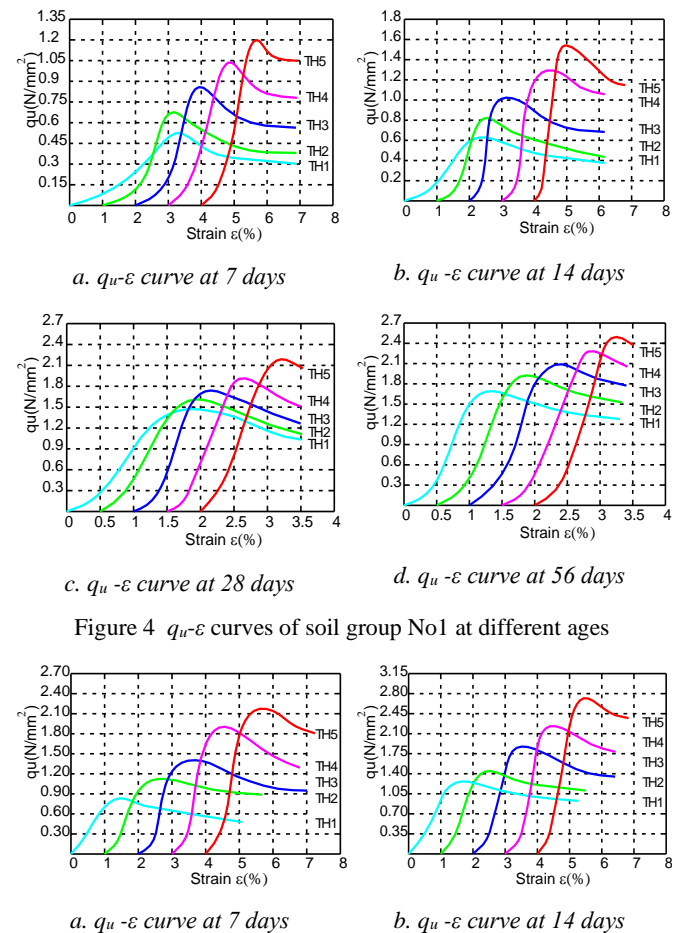 1.35
1.2
1.05
0.9
0.75
0.6
0.45
0.3
0.15
qu(N/mm²)
TH5
TH4
TH3
TH2
TH1
0 1 2 3 4 5 6 7 8
Strain ε(%)
a. qᵤ-ε curve at 7 days
1.8
1.6
1.4
1.2
1.0
0.8
0.6
0.4
0.2
qu(N/mm²)
TH5
TH4
TH3
TH2
TH1
0 1 2 3 4 5 6 7 8
Strain ε(%)
b. qᵤ -ε curve at 14 days
2.7
2.4
2.1
1.8
1.5
1.2
0.9
0.6
0.3
qu(N/mm²)
TH5
TH4
TH3
TH2
TH1
0 0.5 1 1.5 2 2.5 3 3.5 4
Strain ε(%)
c. qᵤ -ε curve at 28 days
2.7
2.4
2.1
1.8
1.5
1.2
0.9
0.6
0.3
qu(N/mm²)
TH5
TH4
TH3
TH2
TH1
0 0.5 1 1.5 2 2.5 3 3.5 4
Strain ε(%)
d. qᵤ -ε curve at 56 days
Figure 4 qᵤ-ε curves of soil group No1 at different ages
2.70
2.40
2.10
1.80
1.50
1.20
0.90
0.60
0.30
qu(N/mm²)
TH5
TH4
TH3
TH2
TH1
0 1 2 3 4 5 6 7 8
Strain ε(%)
a. qᵤ -ε curve at 7 days
3.15
2.80
2.45
2.10
1.75
1.40
1.05
0.70
0.35
qu(N/mm²)
TH5
TH4
TH3
TH2
TH1
0 1 2 3 4 5 6 7 8
Strain ε(%)
b. qᵤ -ε curve at 14 days